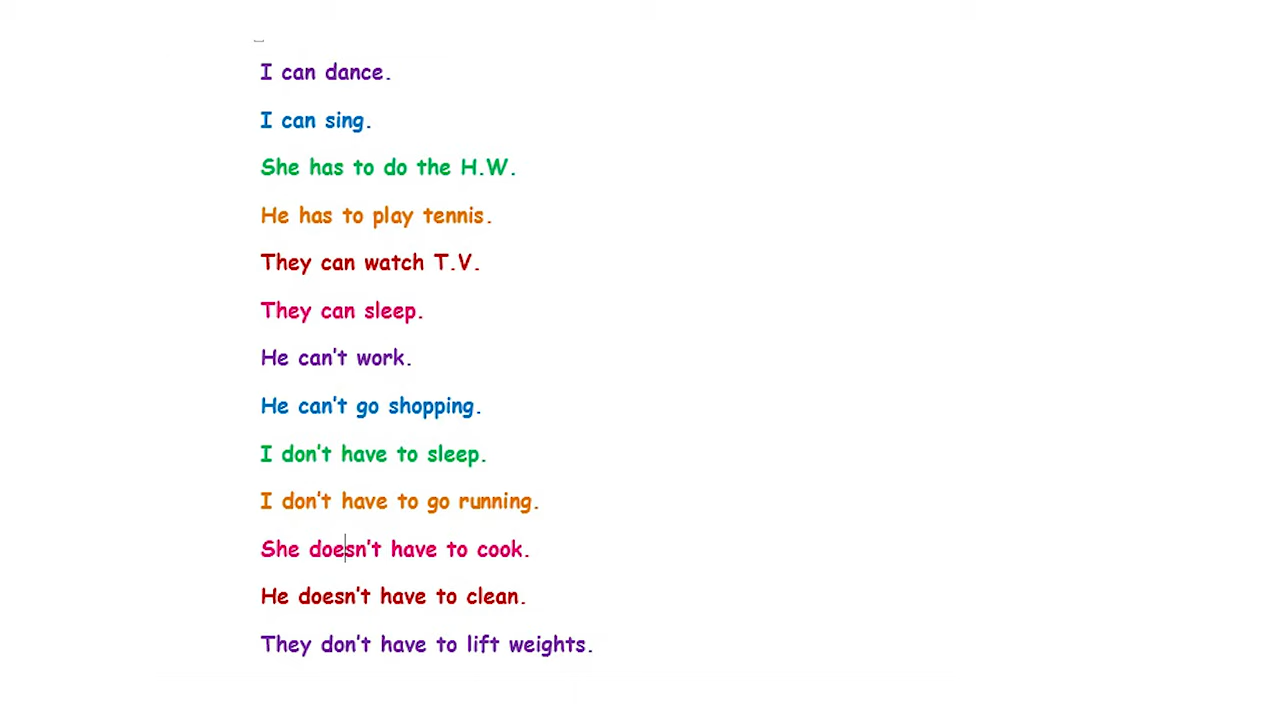 I can dance.
I can sing.
She has to do the H.W.
He has to play tennis.
They can watch T.V.
They can sleep.
He can't work.
He can't go shopping.
I don't have to sleep.
I don't have to go running.
She doesn't have to cook.
He doesn't have to clean.
They don't have to lift weights.